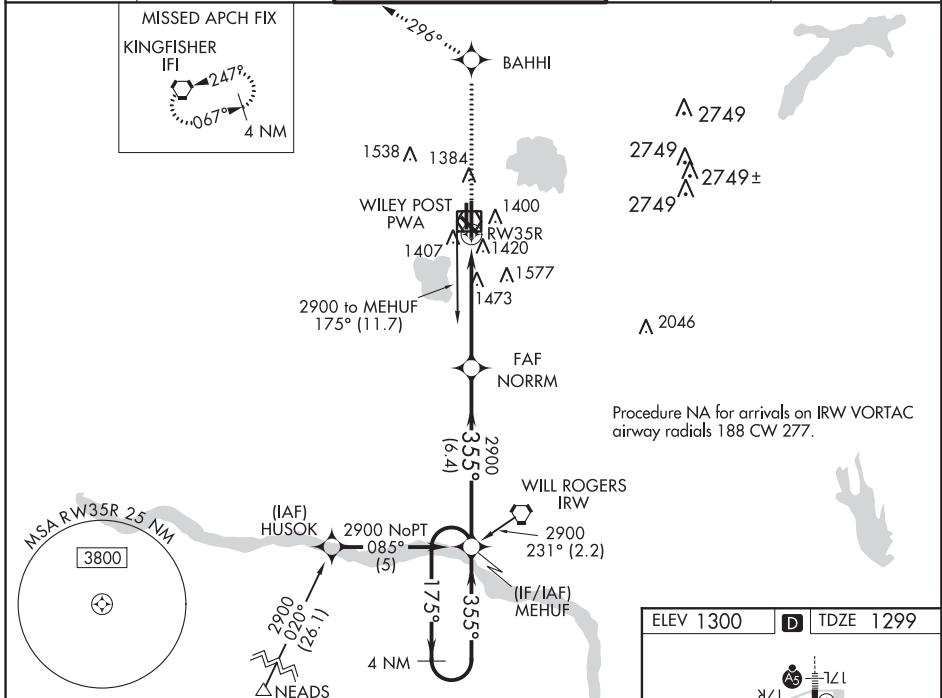 MISSED APCH FIX
KINGFISHER
IFI
247°
067°
4 NM
296°
BAHHI
2749
2749
2749±
2749
1538
1384
WILEY POST
PWA
1400
RW35R
1407
1420
1577
1473
2900 to MEHUF
175° (11.7)
2046
FAF
NORRM
Procedure NA for arrivals on IRW VORTAC
airway radials 188 CW 277.
2900
355°
(6.4)
WILL ROGERS
IRW
2900
231° (2.2)
(IAF)
HUSOK
2900 NoPT
085°
(5)
MSA RW35R 25 NM
3800
(IF/IAF)
MEHUF
175°
355°
2900
020°
(26.1)
4 NM
NEADS
ELEV 1300
D
TDZE 1299
A5
17L
17R